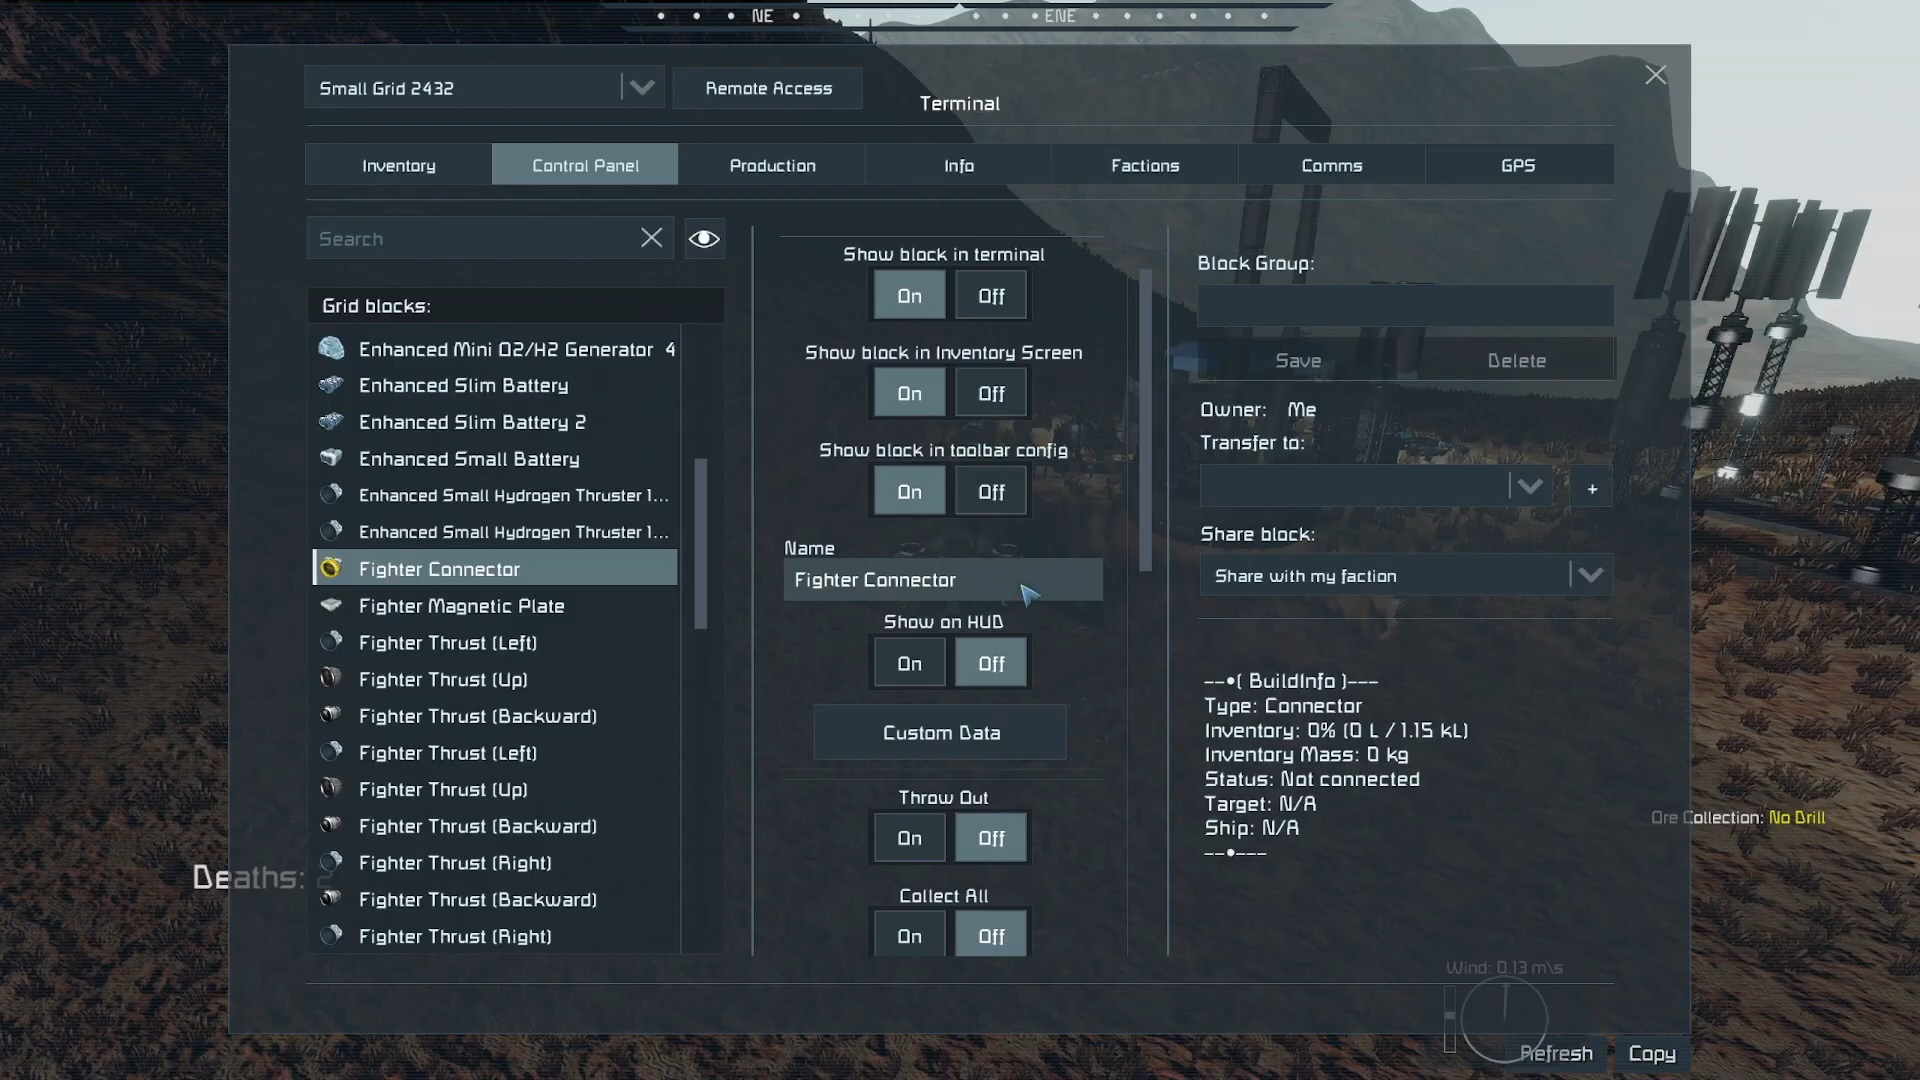 NE
ENE
Small Grid 2432
Remote Access
Terminal
Inventory
Control Panel
Production
Info
Factions
Comms
GPS
Search
Grid blocks:
Enhanced Mini O2/H2 Generator 4
Enhanced Slim Battery
Enhanced Slim Battery 2
Enhanced Small Battery
Enhanced Small Hydrogen Thruster 1...
Enhanced Small Hydrogen Thruster 1...
Fighter Connector
Fighter Magnetic Plate
Fighter Thrust (Left)
Fighter Thrust (Up)
Fighter Thrust (Backward)
Fighter Thrust (Left)
Fighter Thrust (Up)
Fighter Thrust (Backward)
Fighter Thrust (Right)
Fighter Thrust (Backward)
Fighter Thrust (Right)
Show block in terminal
On Off
Show block in Inventory Screen
On Off
Show block in toolbar config
On Off
Name
Fighter Connector
Show on HUD
On Off
Custom Data
Throw Out
On Off
Collect All
On Off
Block Group:
Save
Delete
Owner: Me
Transfer to:
+
Share block:
Share with my faction
--•( BuildInfo )---
Type: Connector
Inventory: 0% (0 L / 1.15 kL)
Inventory Mass: 0 kg
Status: Not connected
Target: N/A
Ship: N/A
--•---
Ore Collection: No Drill
Deaths: 2
Wind: 0.13 m\s
Refresh
Copy